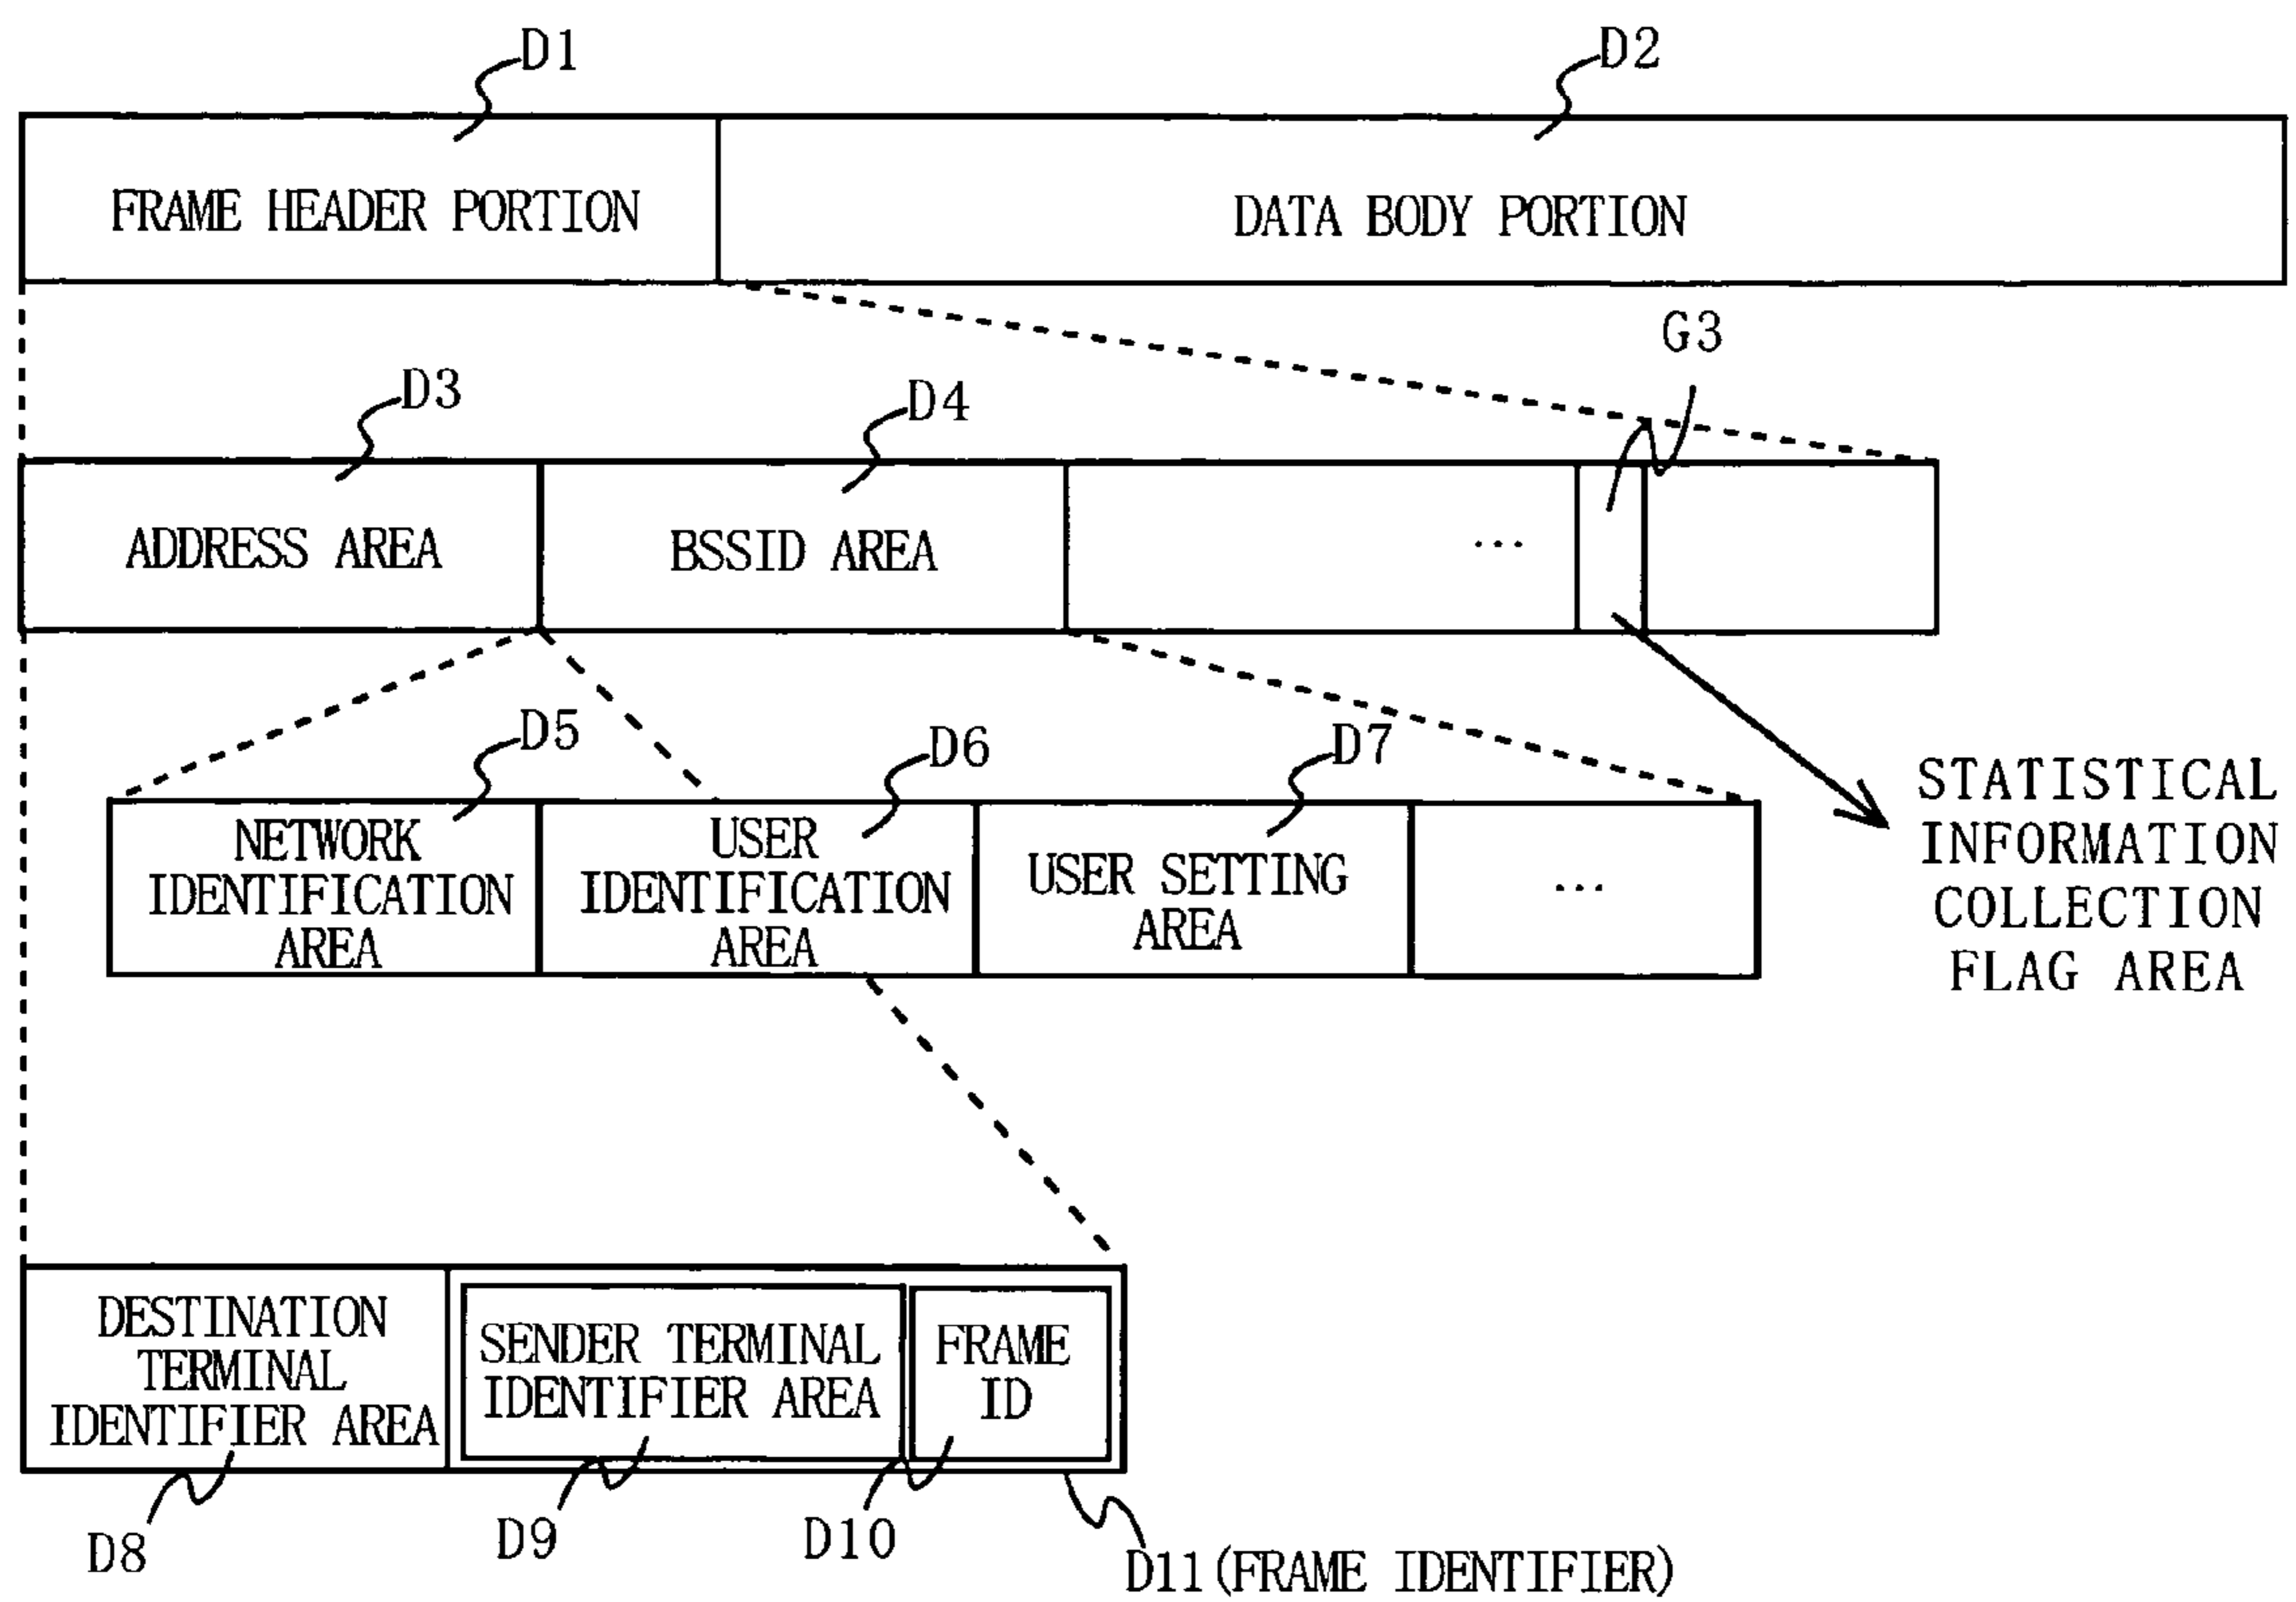 D1
D2
FRAME HEADER PORTION
DATA BODY PORTION
G3
D3
D4
ADDRESS AREA
BSSID AREA
...
D5
D6
D7
NETWORK
IDENTIFICATION
AREA
USER
IDENTIFICATION
AREA
USER SETTING
AREA
...
STATISTICAL
INFORMATION
COLLECTION
FLAG AREA
DESTINATION
TERMINAL
IDENTIFIER AREA
SENDER TERMINAL
IDENTIFIER AREA
FRAME
ID
D8
D9
D10
D11(FRAME IDENTIFIER)